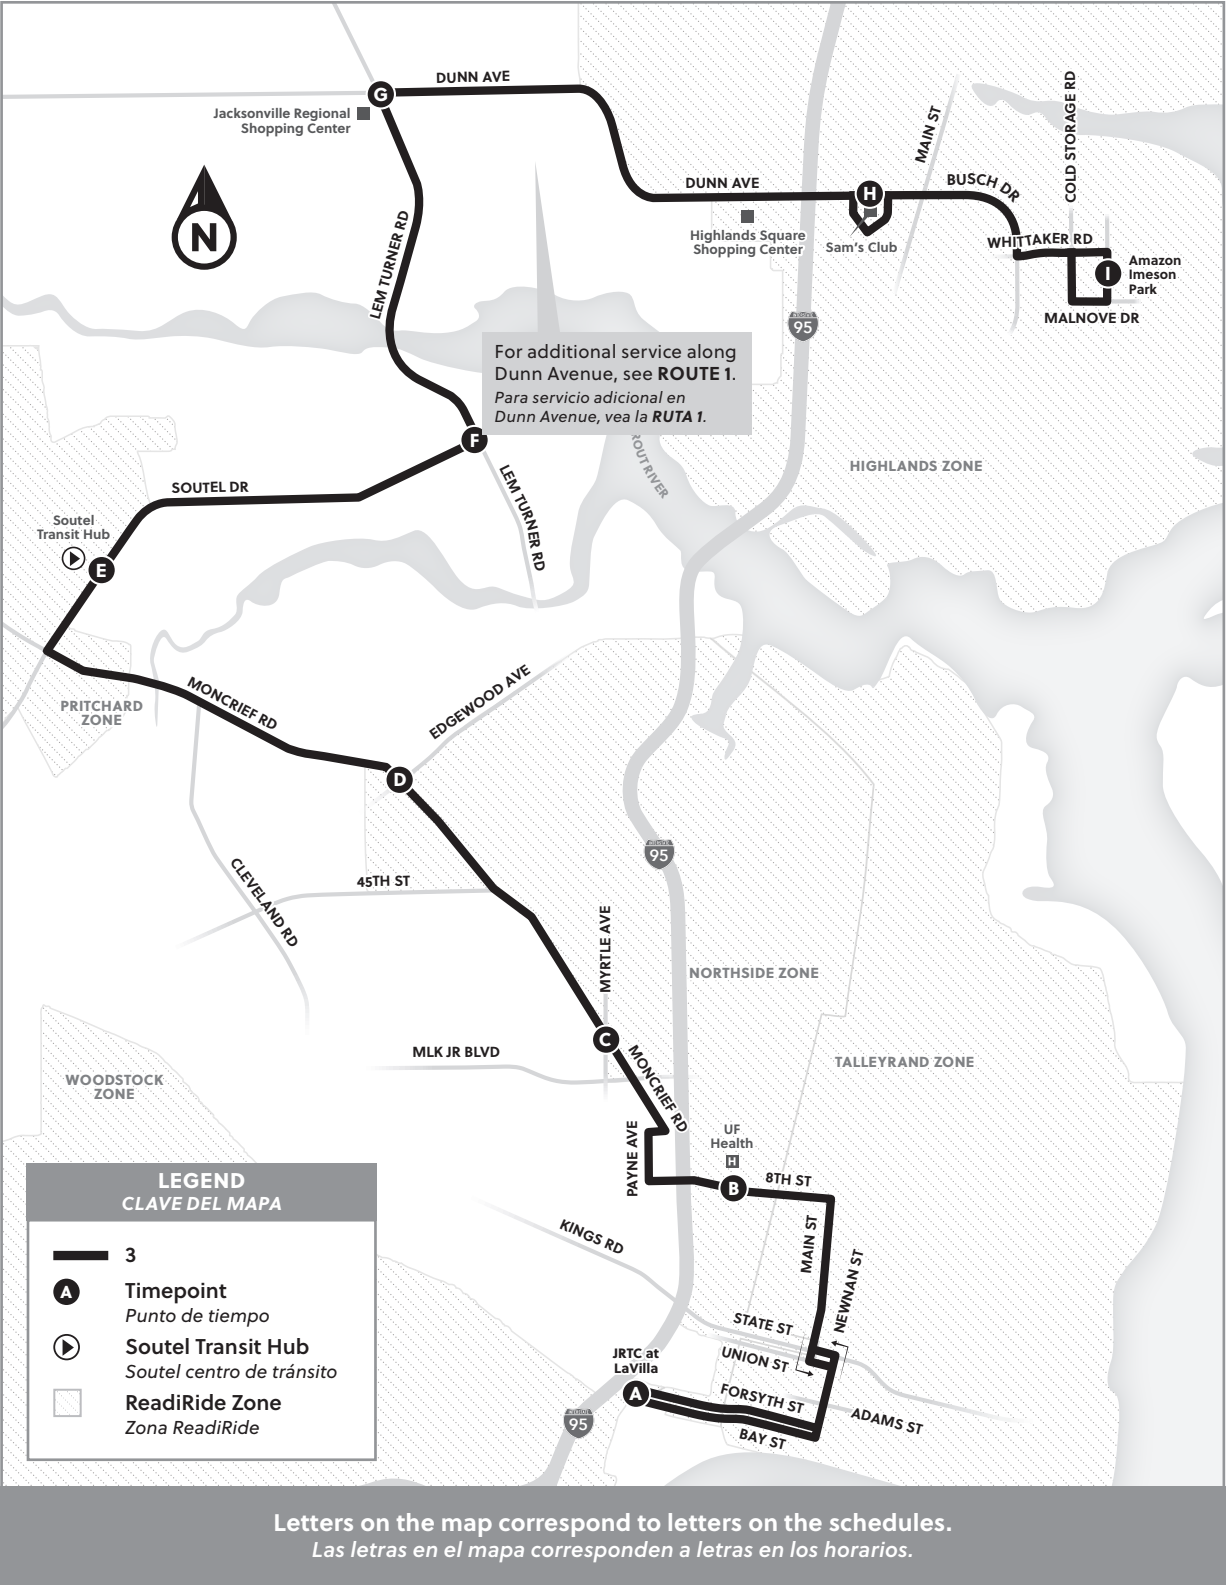 DUNN AVE
G
Jacksonville Regional
Shopping Center
N
LEM TURNER RD
DUNN AVE
Highlands Square
Shopping Center
H
Sam's Club
MAIN ST
BUSCH DR
COLD STORAGE RD
WHITTAKER RD
I
Amazon
Imeson
Park
MALNOVE DR
95
For additional service along
Dunn Avenue, see ROUTE 1.
Para servicio adicional en
Dunn Avenue, vea la RUTA 1.
F
ROUT RIVER
HIGHLANDS ZONE
LEM TURNER RD
SOUTEL DR
Soutel
Transit Hub
E
PRITCHARD
ZONE
MONCRIEF RD
EDGEWOOD AVE
D
95
CLEVELAND RD
45TH ST
MYRTLE AVE
NORTHSIDE ZONE
C
MLK JR BLVD
MONCRIEF RD
TALLEYRAND ZONE
WOODSTOCK
ZONE
PAYNE AVE
UF
Health
H
B
8TH ST
KINGS RD
MAIN ST
NEWNAN ST
STATE ST
UNION ST
JRTC at
LaVilla
A
FORSYTH ST
ADAMS ST
BAY ST
95
LEGEND
CLAVE DEL MAPA
3
A
Timepoint
Punto de tiempo
Soutel Transit Hub
Soutel centro de tránsito
ReadiRide Zone
Zona ReadiRide
Letters on the map correspond to letters on the schedules.
Las letras en el mapa corresponden a letras en los horarios.